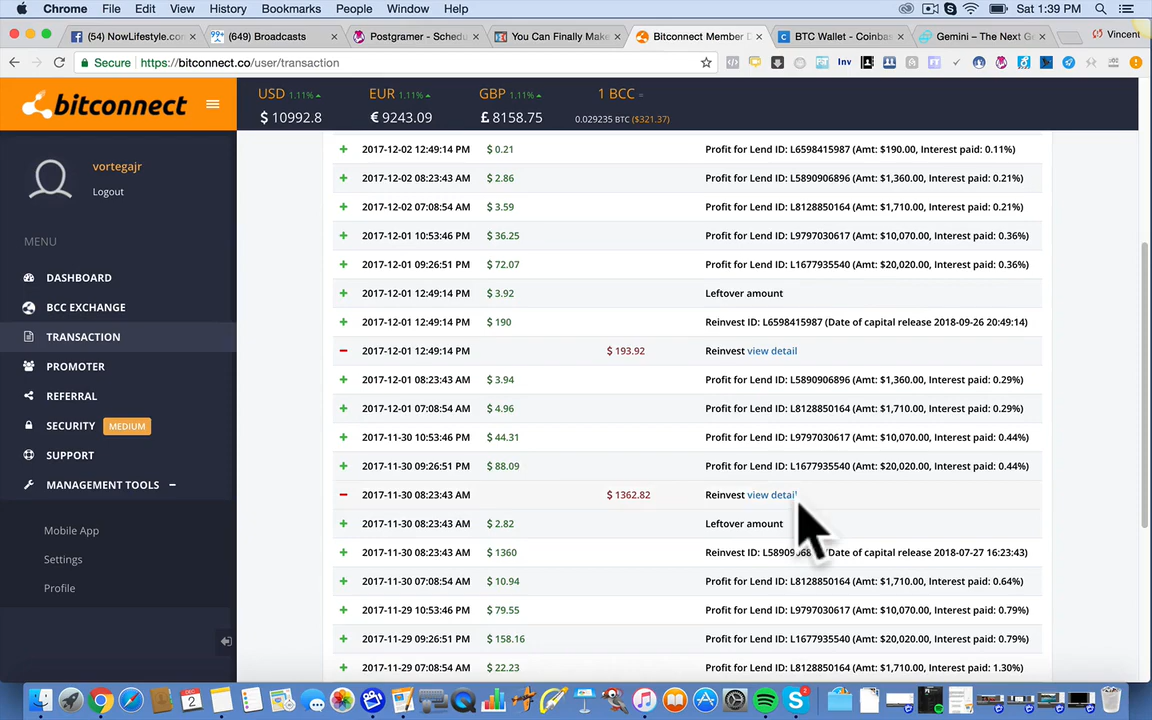 Chrome File Edit View History Bookmarks People Window Help Sat 1:39 PM
(54) NowLifestyle.co (649) Broadcasts Postgramer - Schedu You Can Finally Make Bitconnect Member D BTC Wallet - Coinbas Gemini – The Next G Vincent
Secure https://bitconnect.co/user/transaction Inv
bitconnect
USD 1.11% EUR 1.11% GBP 1.11% 1 BCC =
$ 10992.8 € 9243.09 £ 8158.75 0.029235 BTC ($321.37)
vortegajr
Logout
MENU
DASHBOARD
BCC EXCHANGE
TRANSACTION
PROMOTER
REFERRAL
SECURITY MEDIUM
SUPPORT
MANAGEMENT TOOLS –
Mobile App
Settings
Profile
+ 2017-12-02 12:49:14 PM $ 0.21 Profit for Lend ID: L6598415987 (Amt: $190.00, Interest paid: 0.11%)
+ 2017-12-02 08:23:43 AM $ 2.86 Profit for Lend ID: L5890906896 (Amt: $1,360.00, Interest paid: 0.21%)
+ 2017-12-02 07:08:54 AM $ 3.59 Profit for Lend ID: L8128850164 (Amt: $1,710.00, Interest paid: 0.21%)
+ 2017-12-01 10:53:46 PM $ 36.25 Profit for Lend ID: L9797030617 (Amt: $10,070.00, Interest paid: 0.36%)
+ 2017-12-01 09:26:51 PM $ 72.07 Profit for Lend ID: L1677935540 (Amt: $20,020.00, Interest paid: 0.36%)
+ 2017-12-01 12:49:14 PM $ 3.92 Leftover amount
+ 2017-12-01 12:49:14 PM $ 190 Reinvest ID: L6598415987 (Date of capital release 2018-09-26 20:49:14)
– 2017-12-01 12:49:14 PM $ 193.92 Reinvest view detail
+ 2017-12-01 08:23:43 AM $ 3.94 Profit for Lend ID: L5890906896 (Amt: $1,360.00, Interest paid: 0.29%)
+ 2017-12-01 07:08:54 AM $ 4.96 Profit for Lend ID: L8128850164 (Amt: $1,710.00, Interest paid: 0.29%)
+ 2017-11-30 10:53:46 PM $ 44.31 Profit for Lend ID: L9797030617 (Amt: $10,070.00, Interest paid: 0.44%)
+ 2017-11-30 09:26:51 PM $ 88.09 Profit for Lend ID: L1677935540 (Amt: $20,020.00, Interest paid: 0.44%)
– 2017-11-30 08:23:43 AM $ 1362.82 Reinvest view detail
+ 2017-11-30 08:23:43 AM $ 2.82 Leftover amount
+ 2017-11-30 08:23:43 AM $ 1360 Reinvest ID: Date of capital release 2018-07-27 16:23:43)
+ 2017-11-30 07:08:54 AM $ 10.94 Profit for Lend ID: L8128850164 (Amt: $1,710.00, Interest paid: 0.64%)
+ 2017-11-29 10:53:46 PM $ 79.55 Profit for Lend ID: L9797030617 (Amt: $10,070.00, Interest paid: 0.79%)
+ 2017-11-29 09:26:51 PM $ 158.16 Profit for Lend ID: L1677935540 (Amt: $20,020.00, Interest paid: 0.79%)
+ 2017-11-29 07:08:54 AM $ 22.23 Profit for Lend ID: L8128850164 (Amt: $1,710.00, Interest paid: 1.30%)